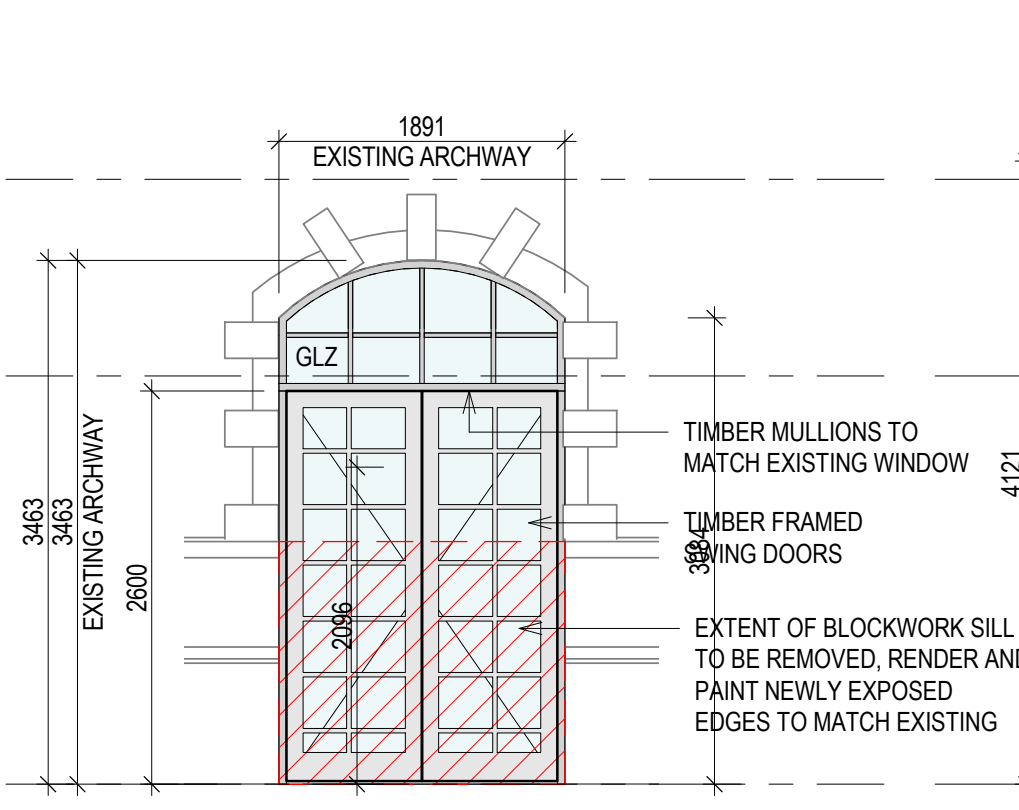 1891
EXISTING ARCHWAY
GLZ
TIMBER MULLIONS TO
MATCH EXISTING WINDOW
TIMBER FRAMED
SWING DOORS
EXTENT OF BLOCKWORK SILL
TO BE REMOVED, RENDER AND
PAINT NEWLY EXPOSED
EDGES TO MATCH EXISTING
3463
3463
EXISTING ARCHWAY
2600
2096
3084
4121